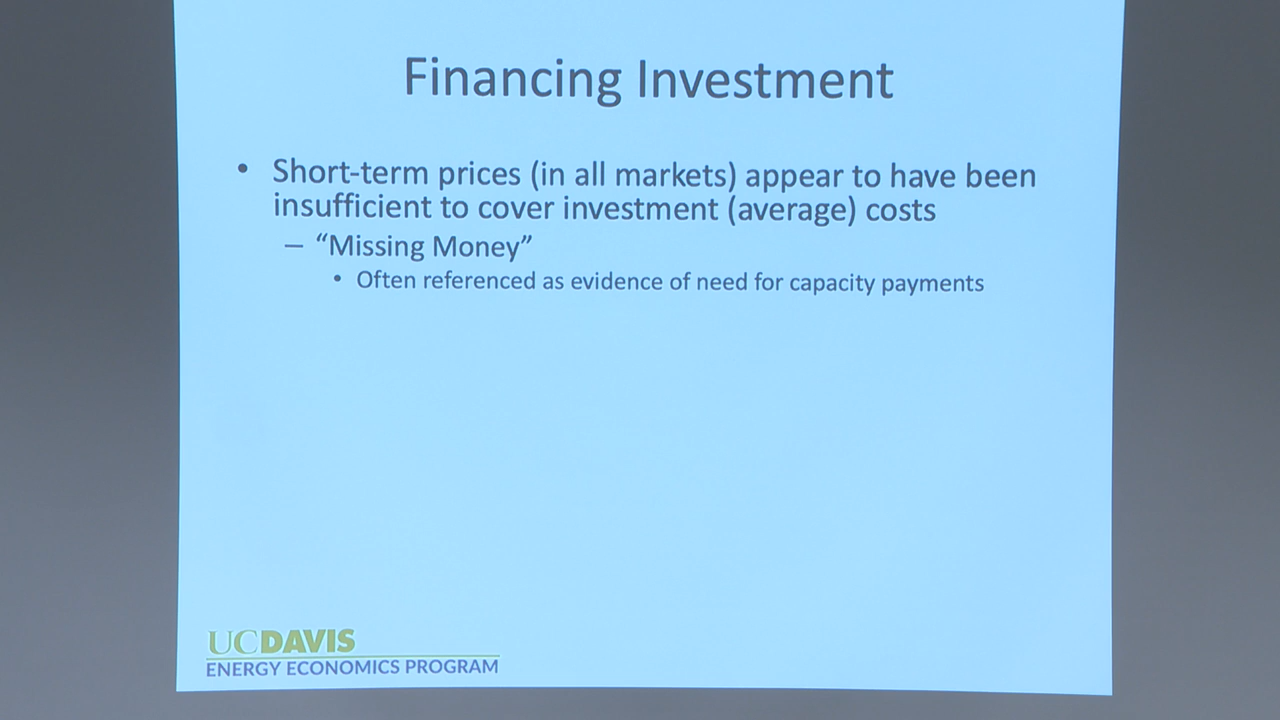 Financing Investment
• Short-term prices (in all markets) appear to have been
insufficient to cover investment (average) costs
– “Missing Money”
• Often referenced as evidence of need for capacity payments
UCDAVIS
ENERGY ECONOMICS PROGRAM